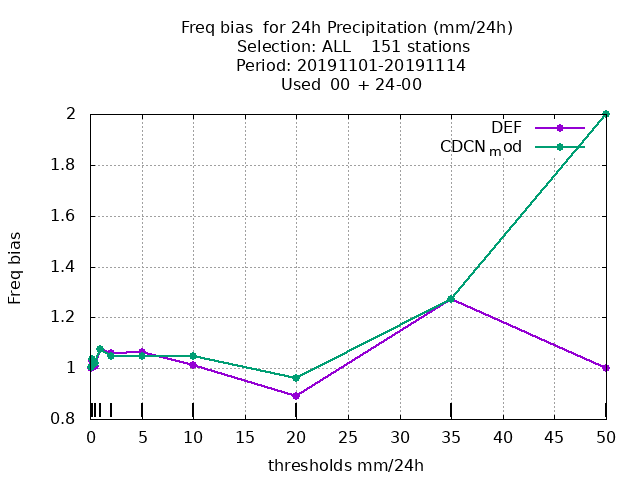 Freq bias  for 24h Precipitation (mm/24h)
Selection: ALL    151 stations
Period: 20191101-20191114
Used  00 + 24-00
DEF
CDCN_mod
2
1.8
1.6
1.4
1.2
1
0.8
Freq bias
0 5 10 15 20 25 30 35 40 45 50
thresholds mm/24h